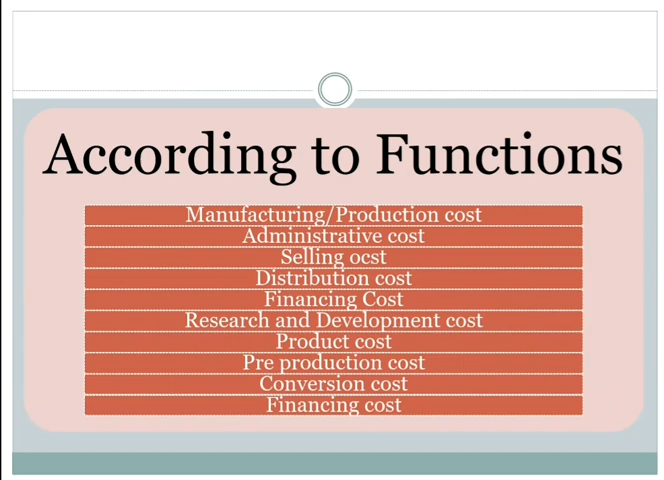 According to Functions
Manufacturing/Production cost
Administrative cost
Selling ocst
Distribution cost
Financing Cost
Research and Development cost
Product cost
Pre production cost
Conversion cost
Financing cost